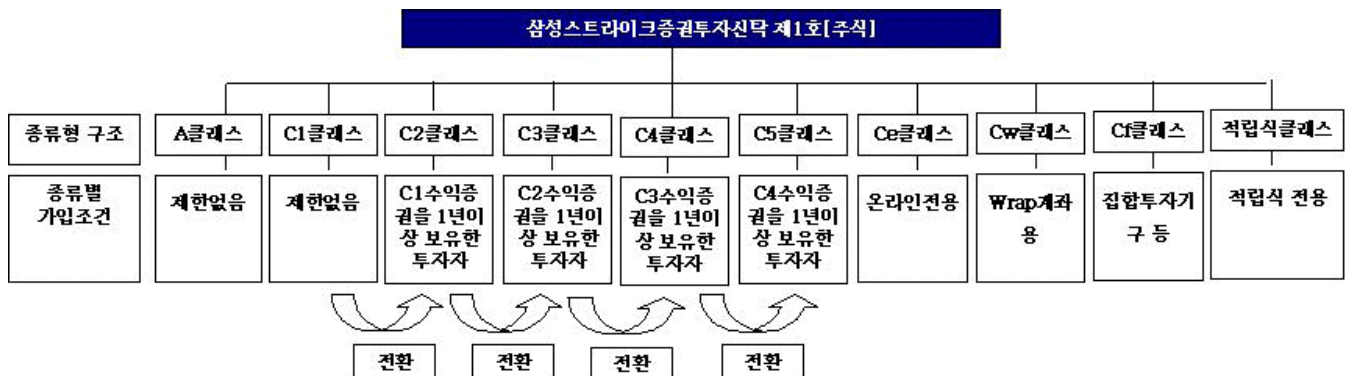 삼성스트라이크증권투자신탁 제1호[주식]
종류형 구조
A클래스
C1클래스
C2클래스
C3클래스
C4클래스
C5클래스
Ce클래스
Cw클래스
Cf클래스
적립식클래스
종류별
가입조건
제한없음
제한없음
C1수익증
권을 1년이
상 보유한
투자자
C2수익증
권을 1년이
상 보유한
투자자
C3수익증
권을 1년이
상 보유한
투자자
C4수익증
권을 1년이
상 보유한
투자자
온라인전용
Wrap계좌
용
집합투자기
구 등
적립식 전용
전환
전환
전환
전환